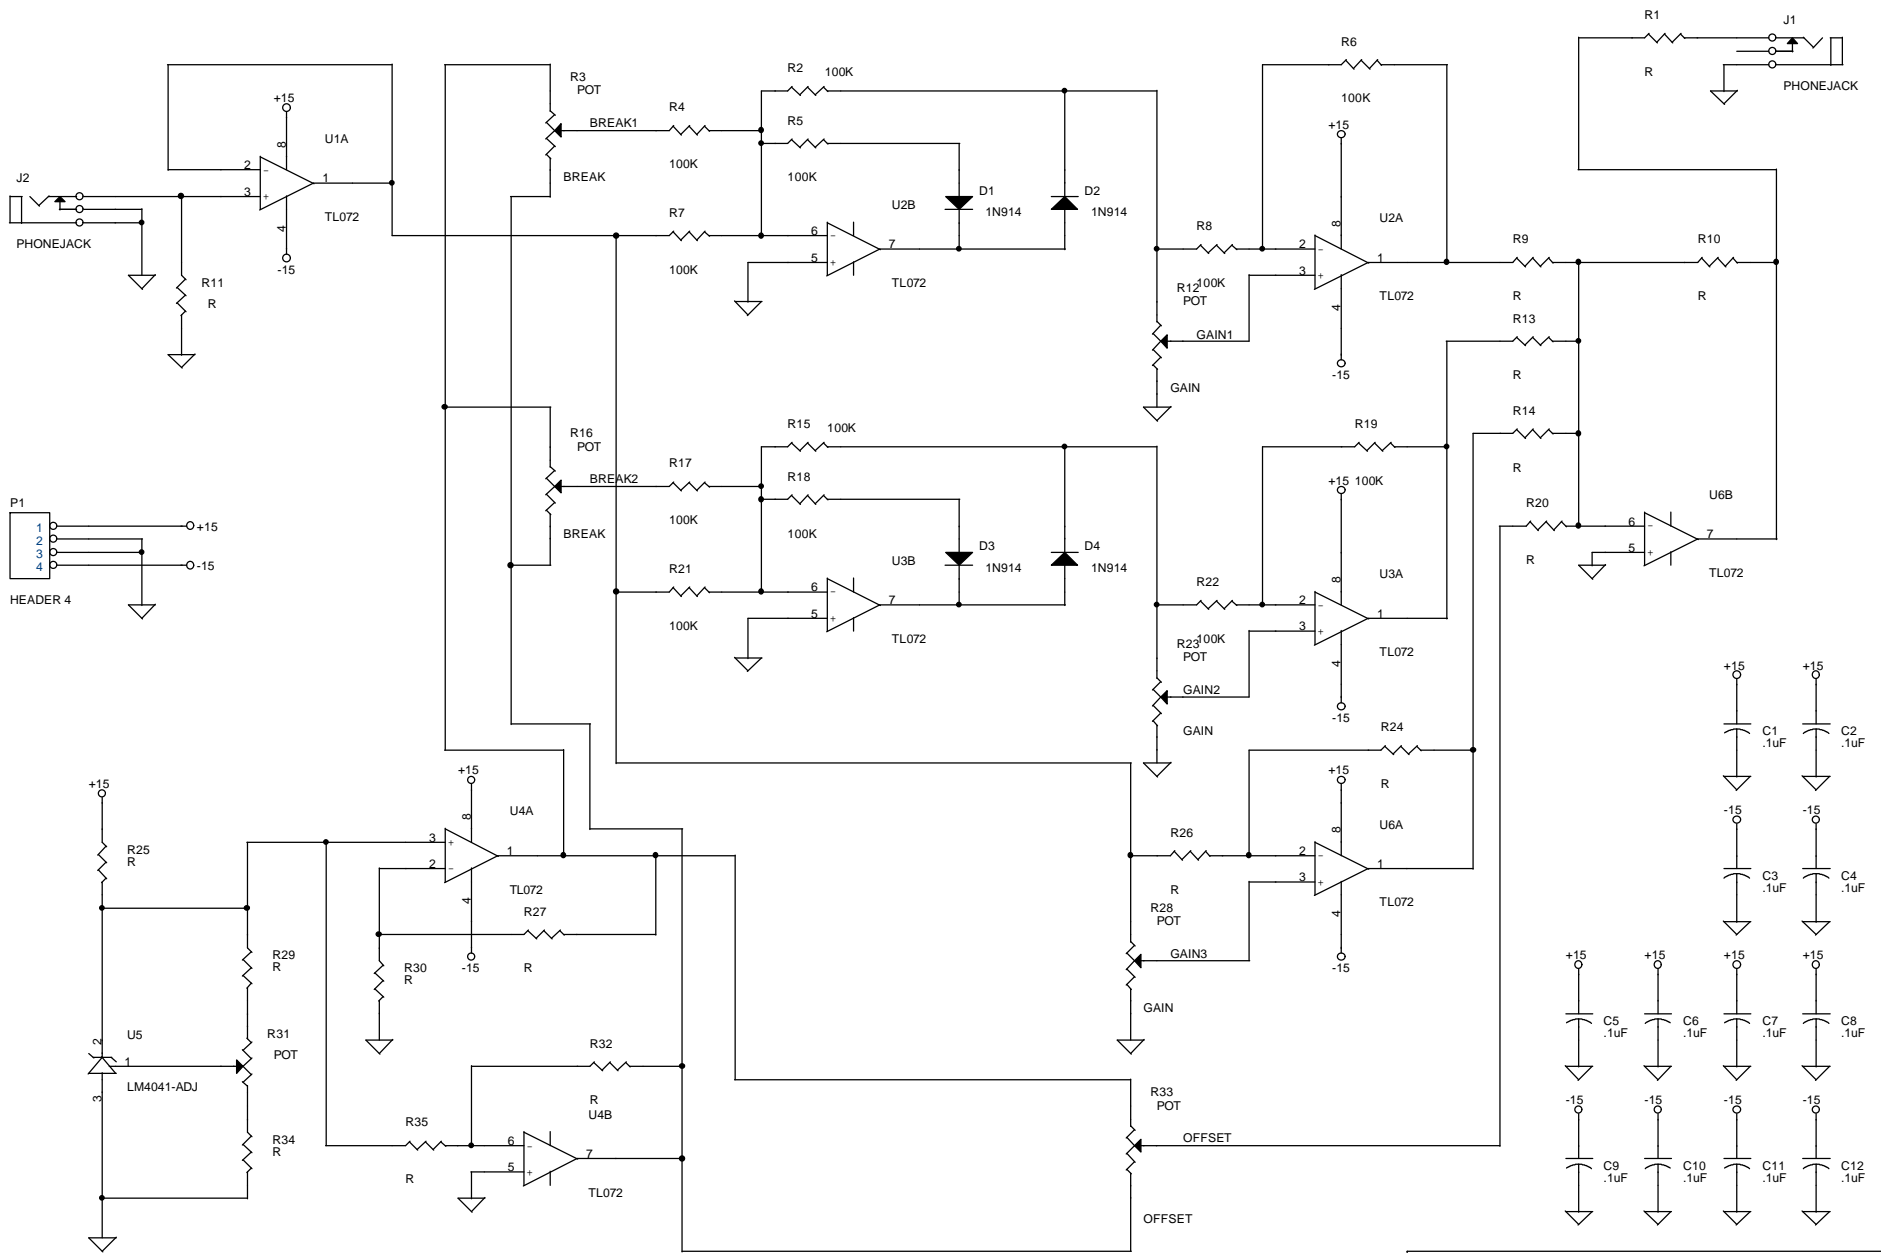 R1
J1
R
PHONEJACK
R6
100K
R3
POT
R2
100K
R4
BREAK1
R5
100K
100K
BREAK
+15
8
U1A
2
-
3
+
1
4
TL072
-15
J2
PHONEJACK
R11
R
R7
100K
U2B
6
-
5
+
7
TL072
D1
1N914
D2
1N914
R8
100K
R12
POT
GAIN1
GAIN
+15
8
U2A
2
-
3
+
1
4
TL072
-15
R9
R
R10
R
R13
R
R14
R
R16
POT
BREAK2
BREAK
R17
100K
R15
100K
R18
100K
R19
100K
+15
8
U3A
2
-
3
+
1
4
TL072
-15
R20
R
U6B
6
-
5
+
7
TL072
P1
1
2
3
4
+15
-15
HEADER 4
R21
100K
U3B
6
-
5
+
7
TL072
D3
1N914
D4
1N914
R22
100K
R23
POT
GAIN2
GAIN
R24
R
+15
8
U6A
2
-
3
+
1
4
TL072
-15
R26
R
R28
POT
GAIN3
GAIN
+15
R25
R
+15
8
U4A
3
+
2
-
1
4
TL072
-15
R27
R
R30
R
R29
R
U5
2
1
3
LM4041-ADJ
R31
POT
R34
R
R32
R
R35
R
U4B
6
-
5
+
7
TL072
R33
POT
OFFSET
OFFSET
+15
C1
.1uF
+15
C2
.1uF
-15
C3
.1uF
-15
C4
.1uF
+15
C5
.1uF
+15
C6
.1uF
+15
C7
.1uF
+15
C8
.1uF
-15
C9
.1uF
-15
C10
.1uF
-15
C11
.1uF
-15
C12
.1uF